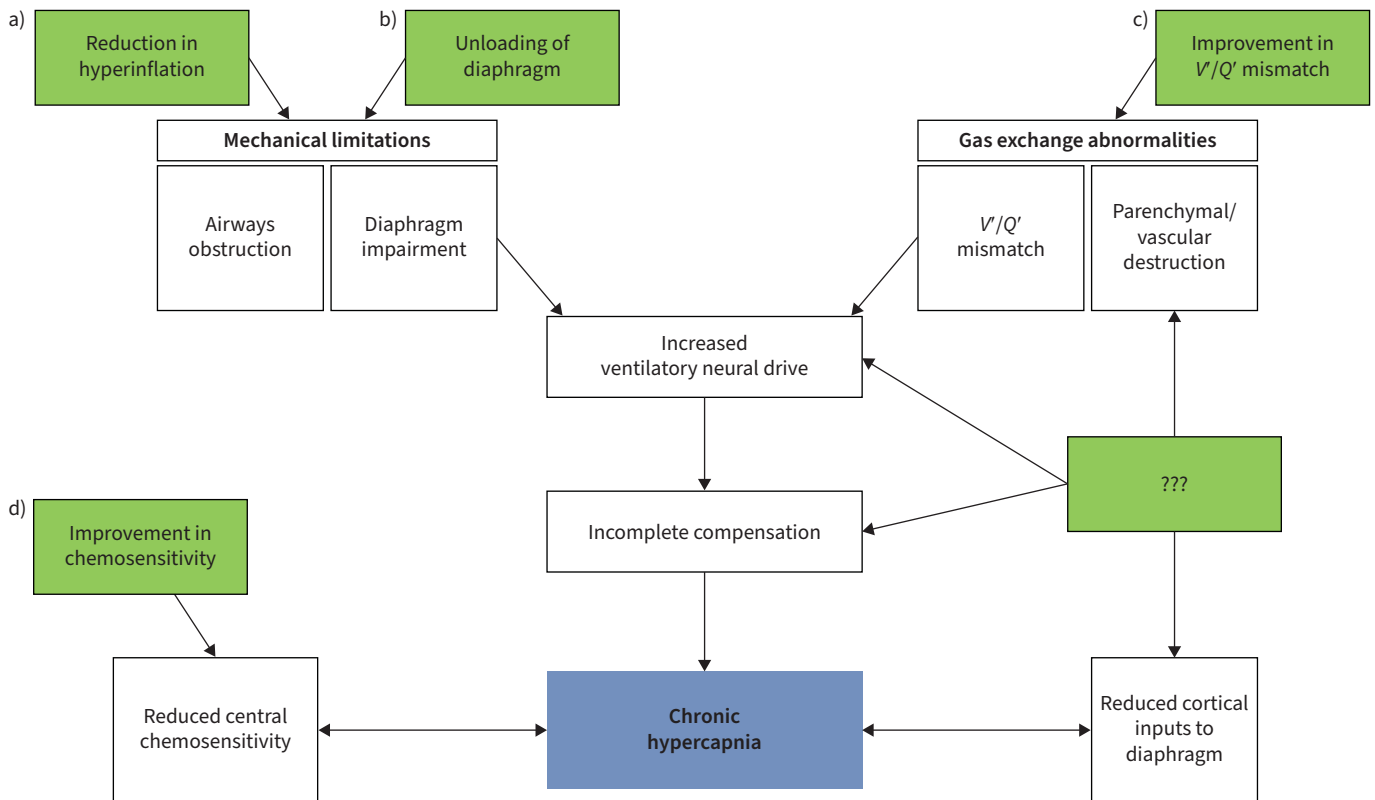 a)
Reduction in
hyperinflation
b)
Unloading of
diaphragm
c)
Improvement in
V′/Q′ mismatch
Mechanical limitations
Gas exchange abnormalities
Airways
obstruction
Diaphragm
impairment
V′/Q′
mismatch
Parenchymal/
vascular
destruction
Increased
ventilatory neural drive
???
d)
Improvement in
chemosensitivity
Incomplete compensation
Reduced central
chemosensitivity
Chronic
hypercapnia
Reduced cortical
inputs to
diaphragm